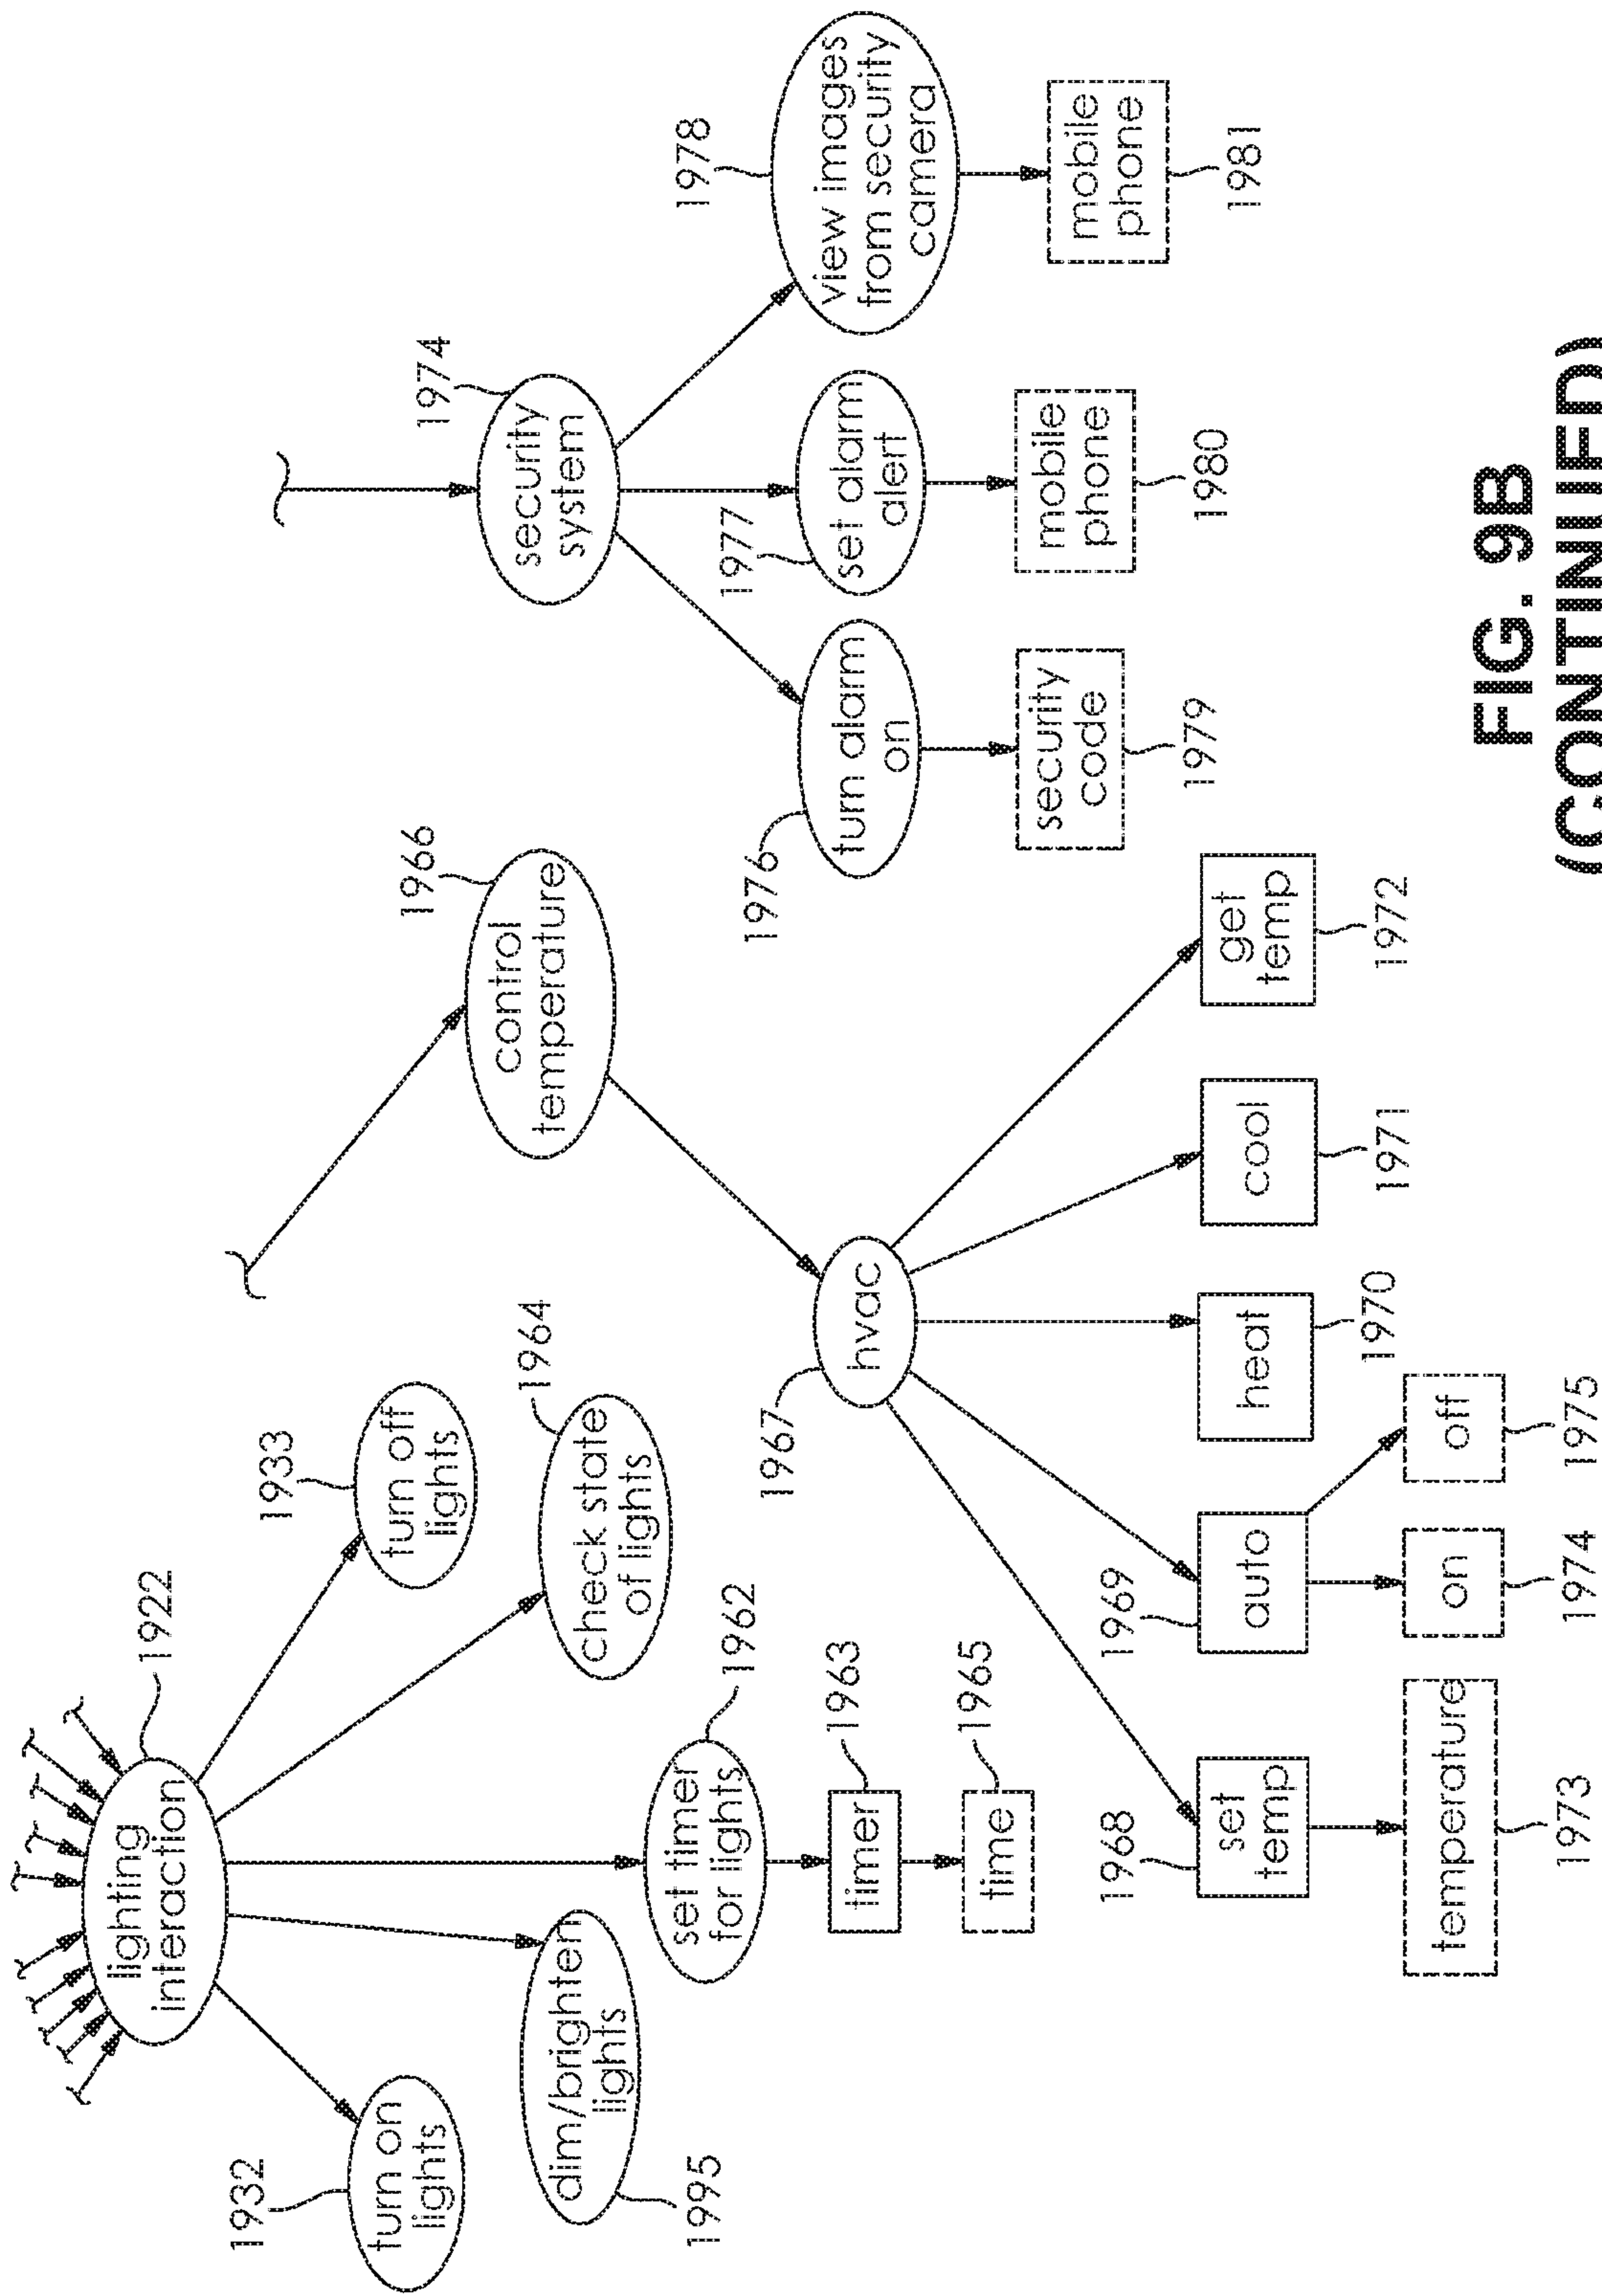 1922
lighting
interaction
1932
turn on
lights
1933
turn off
lights
dim/brighten
lights
1995
1964
check state
of lights
set timer
for lights
1962
timer
1963
time
1965
1966
control
temperature
1967
hvac
1968
set
temp
1969
auto
heat
1970
cool
1971
get
temp
1972
temperature
1973
on
1974
off
1975
1974
security
system
1976
turn alarm
on
1977
set alarm
alert
1978
view images
from security
camera
security
code
1979
mobile
phone
1980
mobile
phone
1981
FIG. 9B
(CONTINUED)